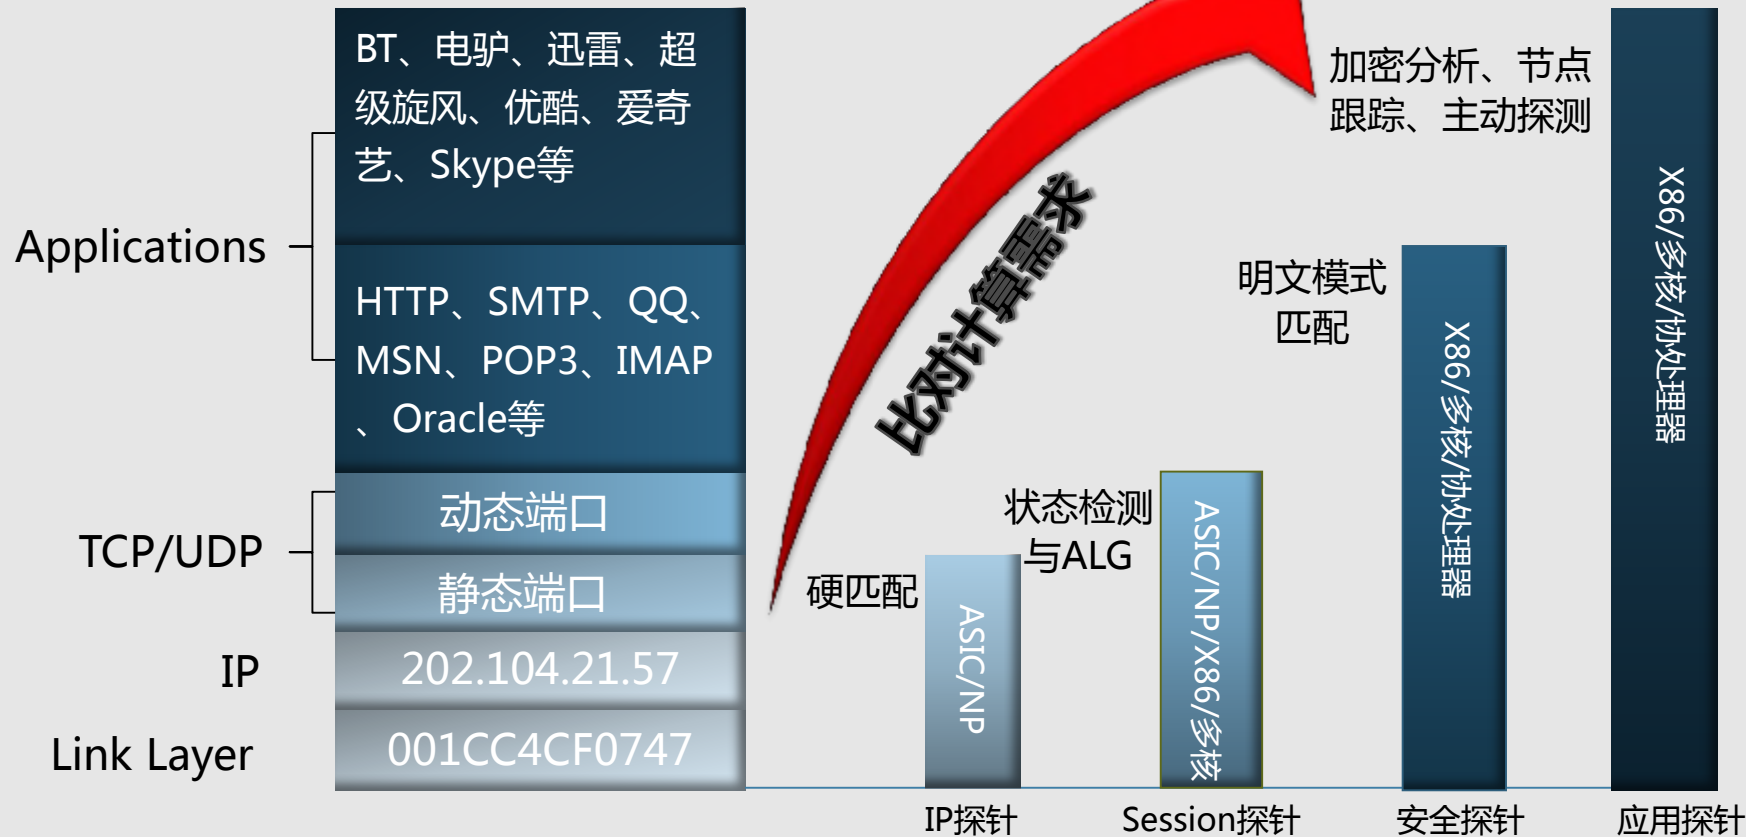 BT、电驴、迅雷、超
级旋风、优酷、爱奇
艺、Skype等
Applications
HTTP、SMTP、QQ、
MSN、POP3、IMAP
、Oracle等
TCP/UDP
动态端口
静态端口
IP
202.104.21.57
Link Layer
001CC4CF0747
比对计算需求
硬匹配
ASIC/NP
IP探针
状态检测
与ALG
ASIC/NP/X86/多核
Session探针
明文模式
匹配
X86/多核/协处理器
安全探针
加密分析、节点
跟踪、主动探测
X86/多核/协处理器
应用探针